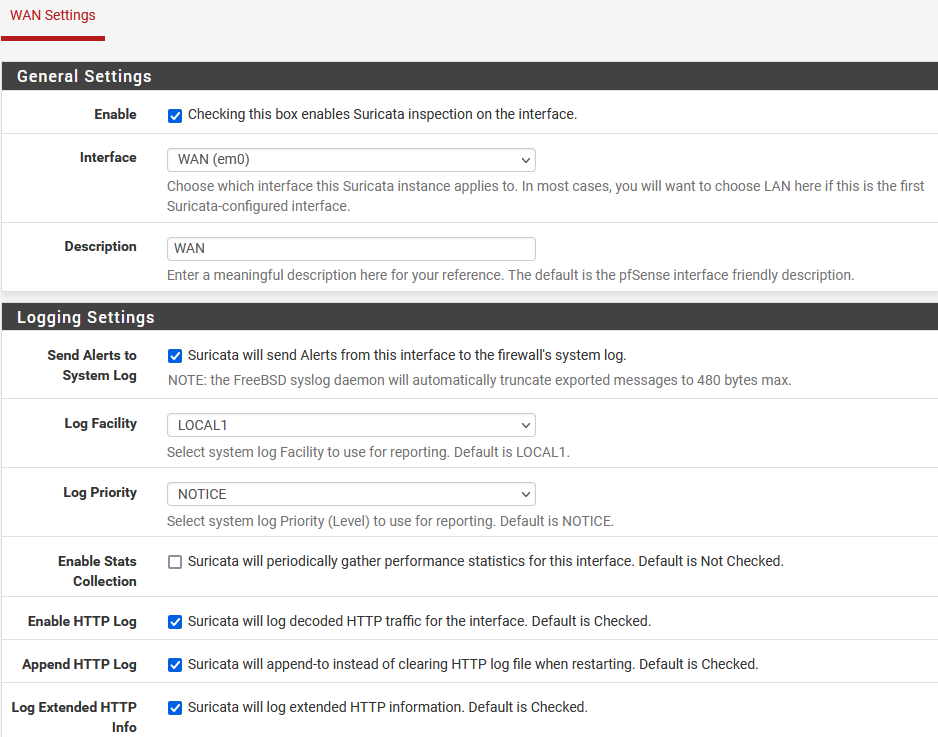 WAN Settings
General Settings
Enable
Checking this box enables Suricata inspection on the interface.
Interface
WAN (em0)
Choose which interface this Suricata instance applies to. In most cases, you will want to choose LAN here if this is the first
Suricata-configured interface.
Description
WAN
Enter a meaningful description here for your reference. The default is the pfSense interface friendly description.
Logging Settings
Send Alerts to
System Log
Suricata will send Alerts from this interface to the firewall's system log.
NOTE: the FreeBSD syslog daemon will automatically truncate exported messages to 480 bytes max.
Log Facility
LOCAL1
Select system log Facility to use for reporting. Default is LOCAL1.
Log Priority
NOTICE
Select system log Priority (Level) to use for reporting. Default is NOTICE.
Enable Stats
Collection
Suricata will periodically gather performance statistics for this interface. Default is Not Checked.
Enable HTTP Log
Suricata will log decoded HTTP traffic for the interface. Default is Checked.
Append HTTP Log
Suricata will append-to instead of clearing HTTP log file when restarting. Default is Checked.
Log Extended HTTP
Info
Suricata will log extended HTTP information. Default is Checked.